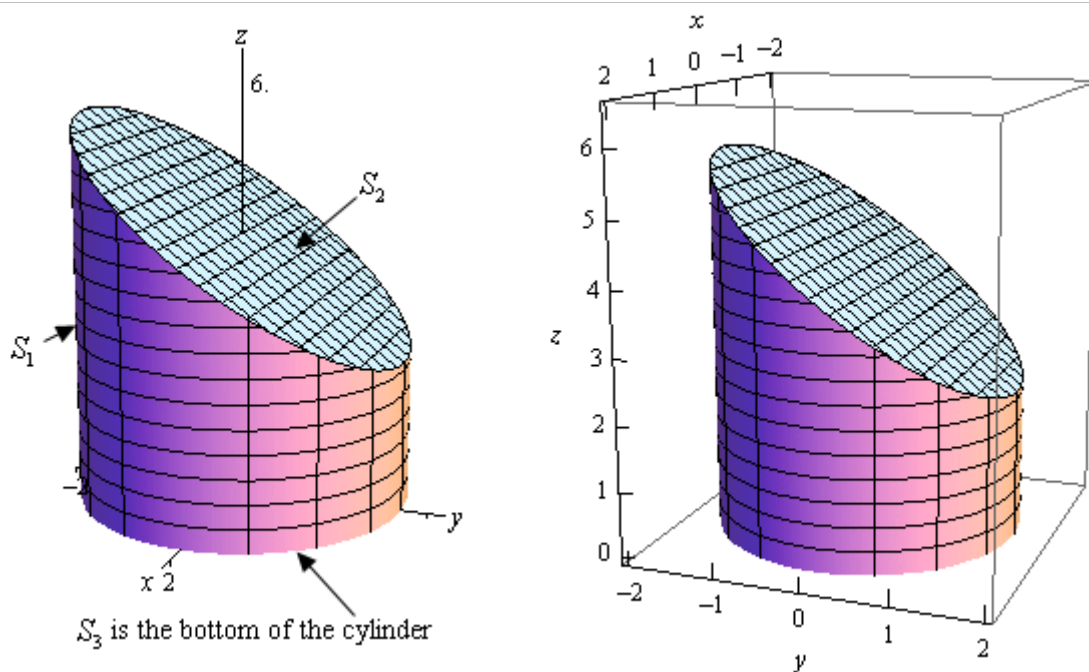 z
6.
S₂
S₁
-2
y
x 2
S₃ is the bottom of the cylinder
x
2 1 0 -1 -2
6
5
4
z
3
2
1
0
-2 -1 0 1 2
y